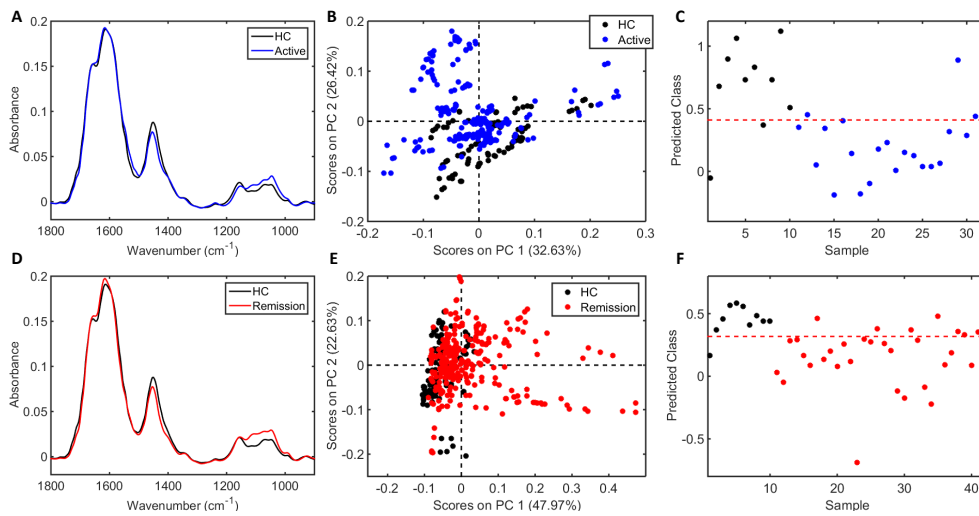 A
0.2
0.15
0.1
0.05
0
1800
1600
1400
1200
1000
Absorbance
Wavenumber (cm⁻¹)
HC
Active
B
0.2
0.1
0
-0.1
-0.2
-0.2
-0.1
0
0.1
0.2
0.3
Scores on PC 2 (26.42%)
Scores on PC 1 (32.63%)
HC
Active
C
1
0.5
0
5
10
15
20
25
30
Predicted Class
Sample
D
0.2
0.15
0.1
0.05
0
1800
1600
1400
1200
1000
Absorbance
Wavenumber (cm⁻¹)
HC
Remission
E
0.2
0.1
0
-0.1
-0.2
-0.2
-0.1
0
0.1
0.2
0.3
0.4
0.5
Scores on PC 2 (22.63%)
Scores on PC 1 (47.97%)
HC
Remission
F
0.5
0
-0.5
10
20
30
40
Predicted Class
Sample